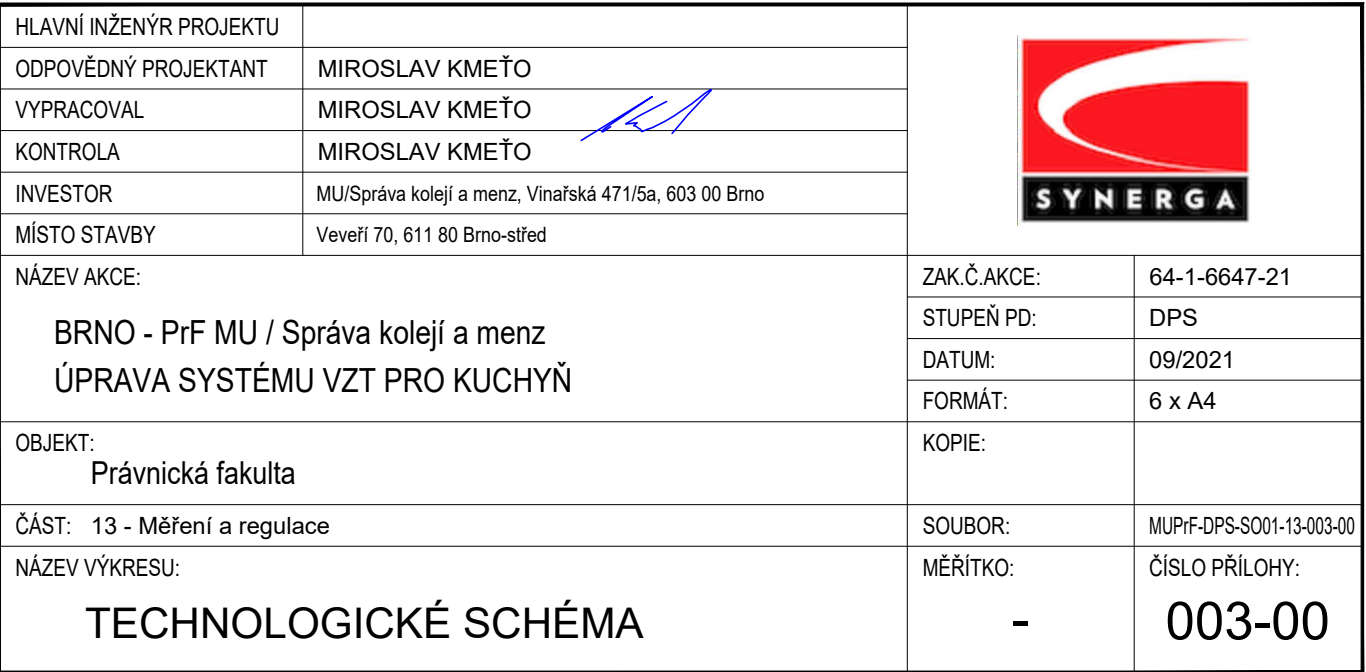 HLAVNÍ INŽENÝR PROJEKTU
ODPOVĚDNÝ PROJEKTANT MIROSLAV KMEŤO
VYPRACOVAL MIROSLAV KMEŤO
KONTROLA MIROSLAV KMEŤO
INVESTOR MU/Správa kolejí a menz, Vinařská 471/5a, 603 00 Brno
MÍSTO STAVBY Veveří 70, 611 80 Brno-střed
SYNERGA
NÁZEV AKCE:
BRNO - PrF MU / Správa kolejí a menz
ÚPRAVA SYSTÉMU VZT PRO KUCHYŇ
ZAK.Č.AKCE: 64-1-6647-21
STUPEŇ PD: DPS
DATUM: 09/2021
FORMÁT: 6 x A4
OBJEKT:
Právnická fakulta
KOPIE:
ČÁST: 13 - Měření a regulace
SOUBOR: MUPrF-DPS-SO01-13-003-00
NÁZEV VÝKRESU:
TECHNOLOGICKÉ SCHÉMA
MĚŘÍTKO:
-
ČÍSLO PŘÍLOHY:
003-00